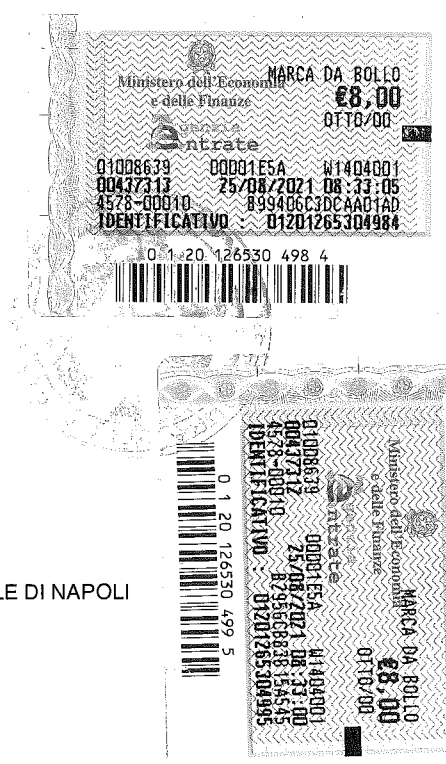 Ministero dell'Economia
e delle Finanze
MARCA DA BOLLO
€8,00
OTTO/00
genzia
ntrate
01008639 00001E5A W1404001
00437313 25/08/2021 08:33:05
4578-00010 899406C3DCAAD1AD
IDENTIFICATIVO : 01201265304984
0 1 20 126530 498 4
LE DI NAPOLI
Ministero dell'Economia
e delle Finanze
MARCA DA BOLLO
€8,00
OTTO/00
genzia
ntrate
01008639 00001E5A W1404001
00437312 25/08/2021 08:33:00
4578-00010
IDENTIFICATIVO : 01201265304995
0 1 20 126530 499 5